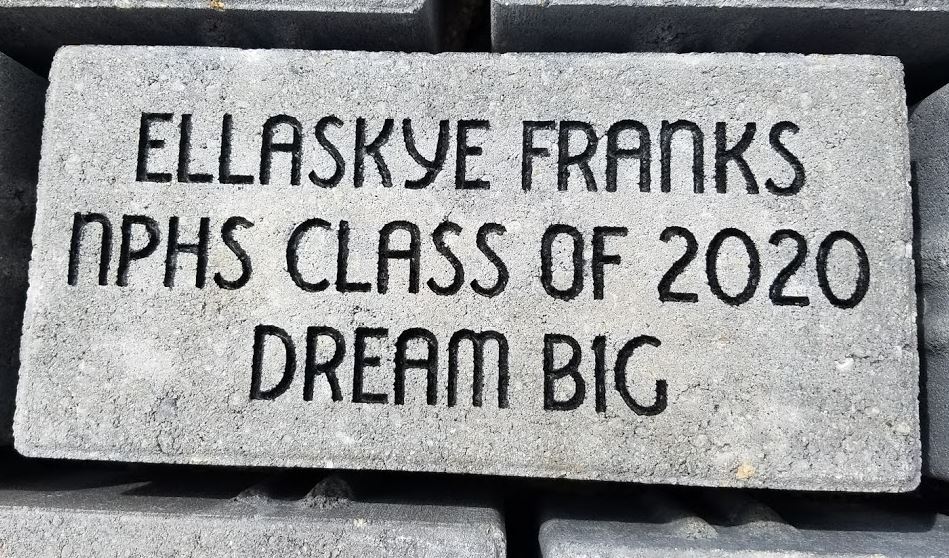 ELLASKYE FRANKS
NPHS CLASS OF 2020
DREAM BIG